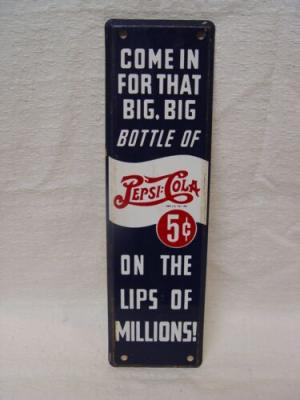 COME IN
FOR THAT
BIG, BIG
BOTTLE OF
PEPSI:COLA
5¢
ON THE
LIPS OF
MILLIONS!